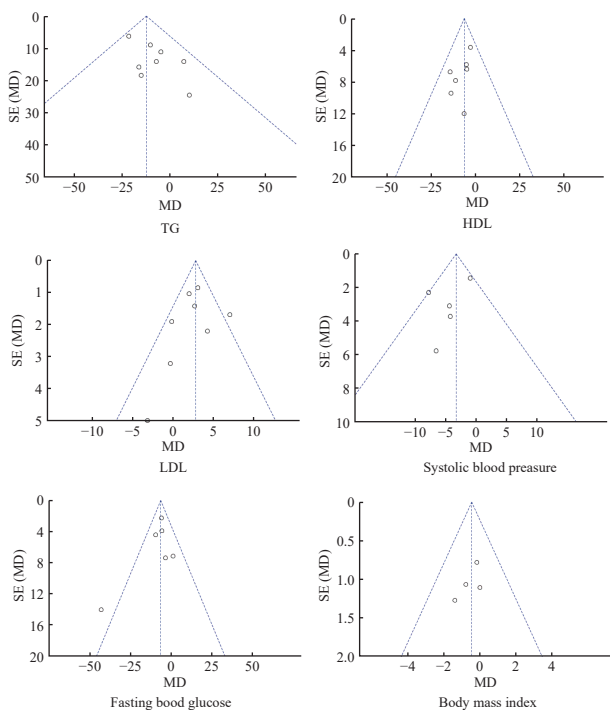 0
10
20
30
40
50
SE (MD)
−50 −25 0 25 50
MD
TG
0
4
8
12
16
20
SE (MD)
−50 −25 0 25 50
MD
HDL
0
1
2
3
4
5
SE (MD)
−10 −5 0 5 10
MD
LDL
0
2
4
6
8
10
SE (MD)
−10 −5 0 5 10
MD
Systolic blood preasure
0
4
8
12
16
20
SE (MD)
−50 −25 0 25 50
MD
Fasting bood glucose
0
0.5
1.0
1.5
2.0
SE (MD)
−4 −2 0 2 4
MD
Body mass index